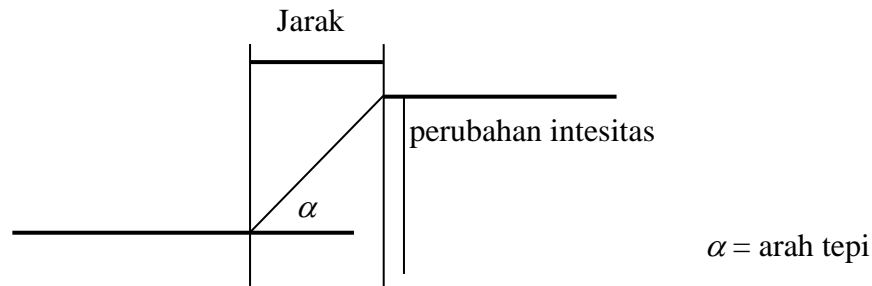 Jarak
perubahan intesitas
α
α = arah tepi